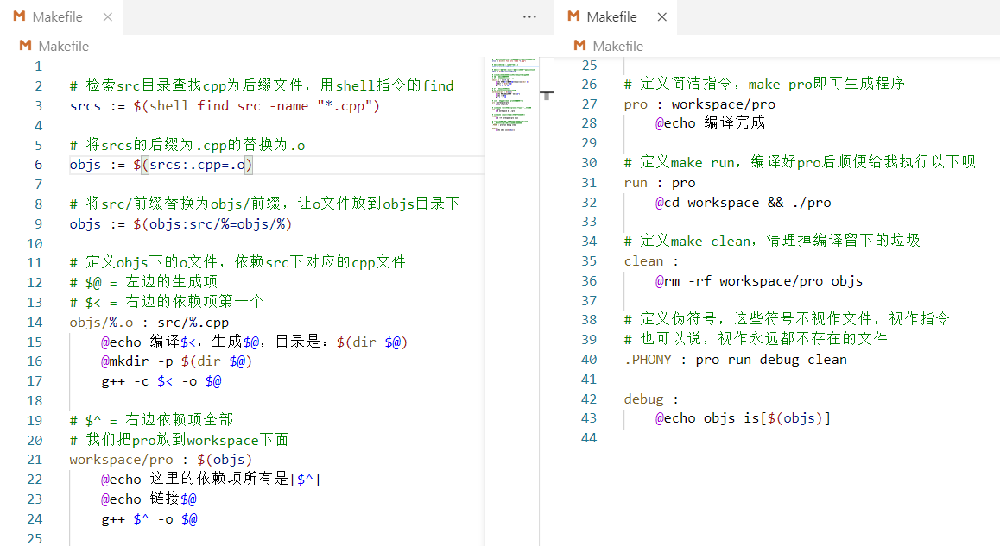 Makefile
Makefile
1
2 # 检索src目录查找cpp为后缀文件，用shell指令的find
3 srcs := $(shell find src -name "*.cpp")
4
5 # 将srcs的后缀为.cpp的替换为.o
6 objs := $(srcs:.cpp=.o)
7
8 # 将src/前缀替换为objs/前缀，让o文件放到objs目录下
9 objs := $(objs:src/%=objs/%)
10
11 # 定义objs下的o文件，依赖src下对应的cpp文件
12 # $@ = 左边的生成项
13 # $< = 右边的依赖项第一个
14 objs/%.o : src/%.cpp
15 @echo 编译$<，生成$@，目录是：$(dir $@)
16 @mkdir -p $(dir $@)
17 g++ -c $< -o $@
18
19 # $^ = 右边依赖项全部
20 # 我们把pro放到workspace下面
21 workspace/pro : $(objs)
22 @echo 这里的依赖项所有是[$^]
23 @echo 链接$@
24 g++ $^ -o $@
25
Makefile
Makefile
25
26 # 定义简洁指令，make pro即可生成程序
27 pro : workspace/pro
28 @echo 编译完成
29
30 # 定义make run，编译好pro后顺便给我执行以下呗
31 run : pro
32 @cd workspace && ./pro
33
34 # 定义make clean，清理掉编译留下的垃圾
35 clean :
36 @rm -rf workspace/pro objs
37
38 # 定义伪符号，这些符号不视作文件，视作指令
39 # 也可以说，视作永远都不存在的文件
40 .PHONY : pro run debug clean
41
42 debug :
43 @echo objs is[$(objs)]
44